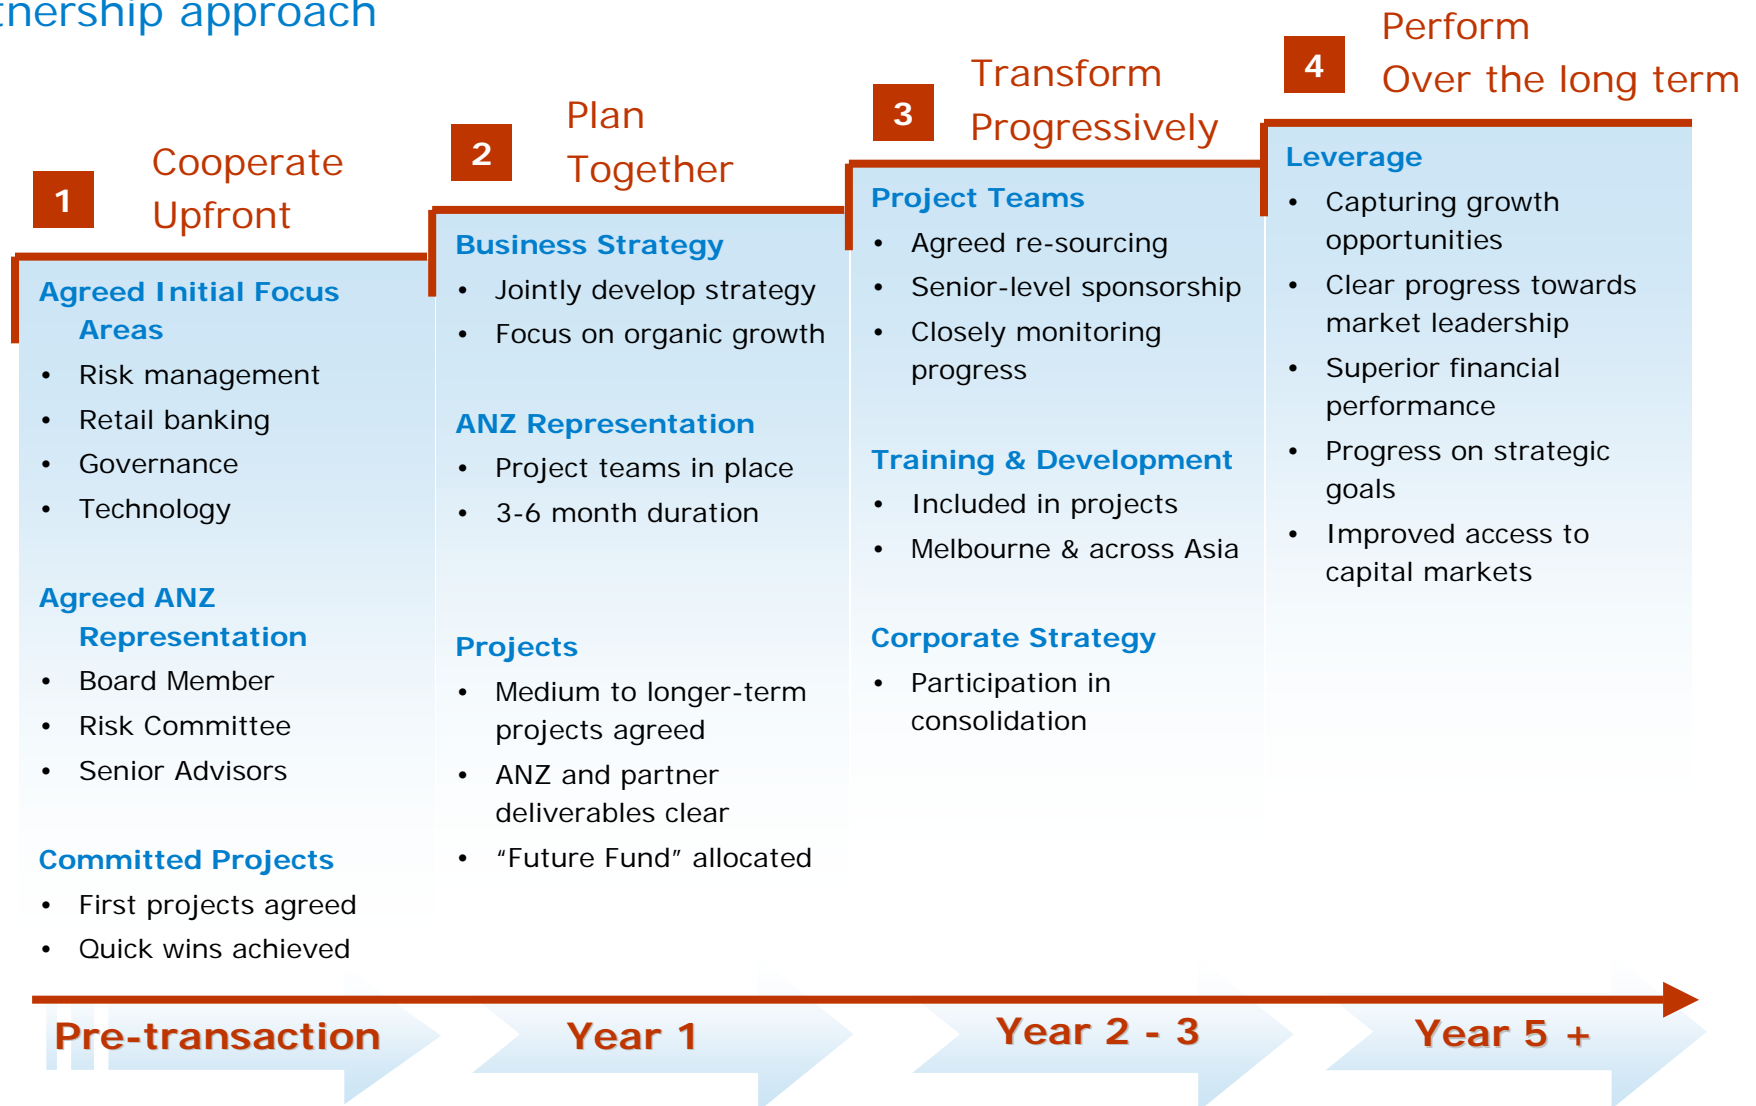 tnership approach
1
Cooperate
Upfront
Agreed Initial Focus
Areas
• Risk management
• Retail banking
• Governance
• Technology
Agreed ANZ
Representation
• Board Member
• Risk Committee
• Senior Advisors
Committed Projects
• First projects agreed
• Quick wins achieved
2
Plan
Together
Business Strategy
• Jointly develop strategy
• Focus on organic growth
ANZ Representation
• Project teams in place
• 3-6 month duration
Projects
• Medium to longer-term
projects agreed
• ANZ and partner
deliverables clear
• “Future Fund” allocated
3
Transform
Progressively
Project Teams
• Agreed re-sourcing
• Senior-level sponsorship
• Closely monitoring
progress
Training & Development
• Included in projects
• Melbourne & across Asia
Corporate Strategy
• Participation in
consolidation
4
Perform
Over the long term
Leverage
• Capturing growth
opportunities
• Clear progress towards
market leadership
• Superior financial
performance
• Progress on strategic
goals
• Improved access to
capital markets
Pre-transaction
Year 1
Year 2 - 3
Year 5 +